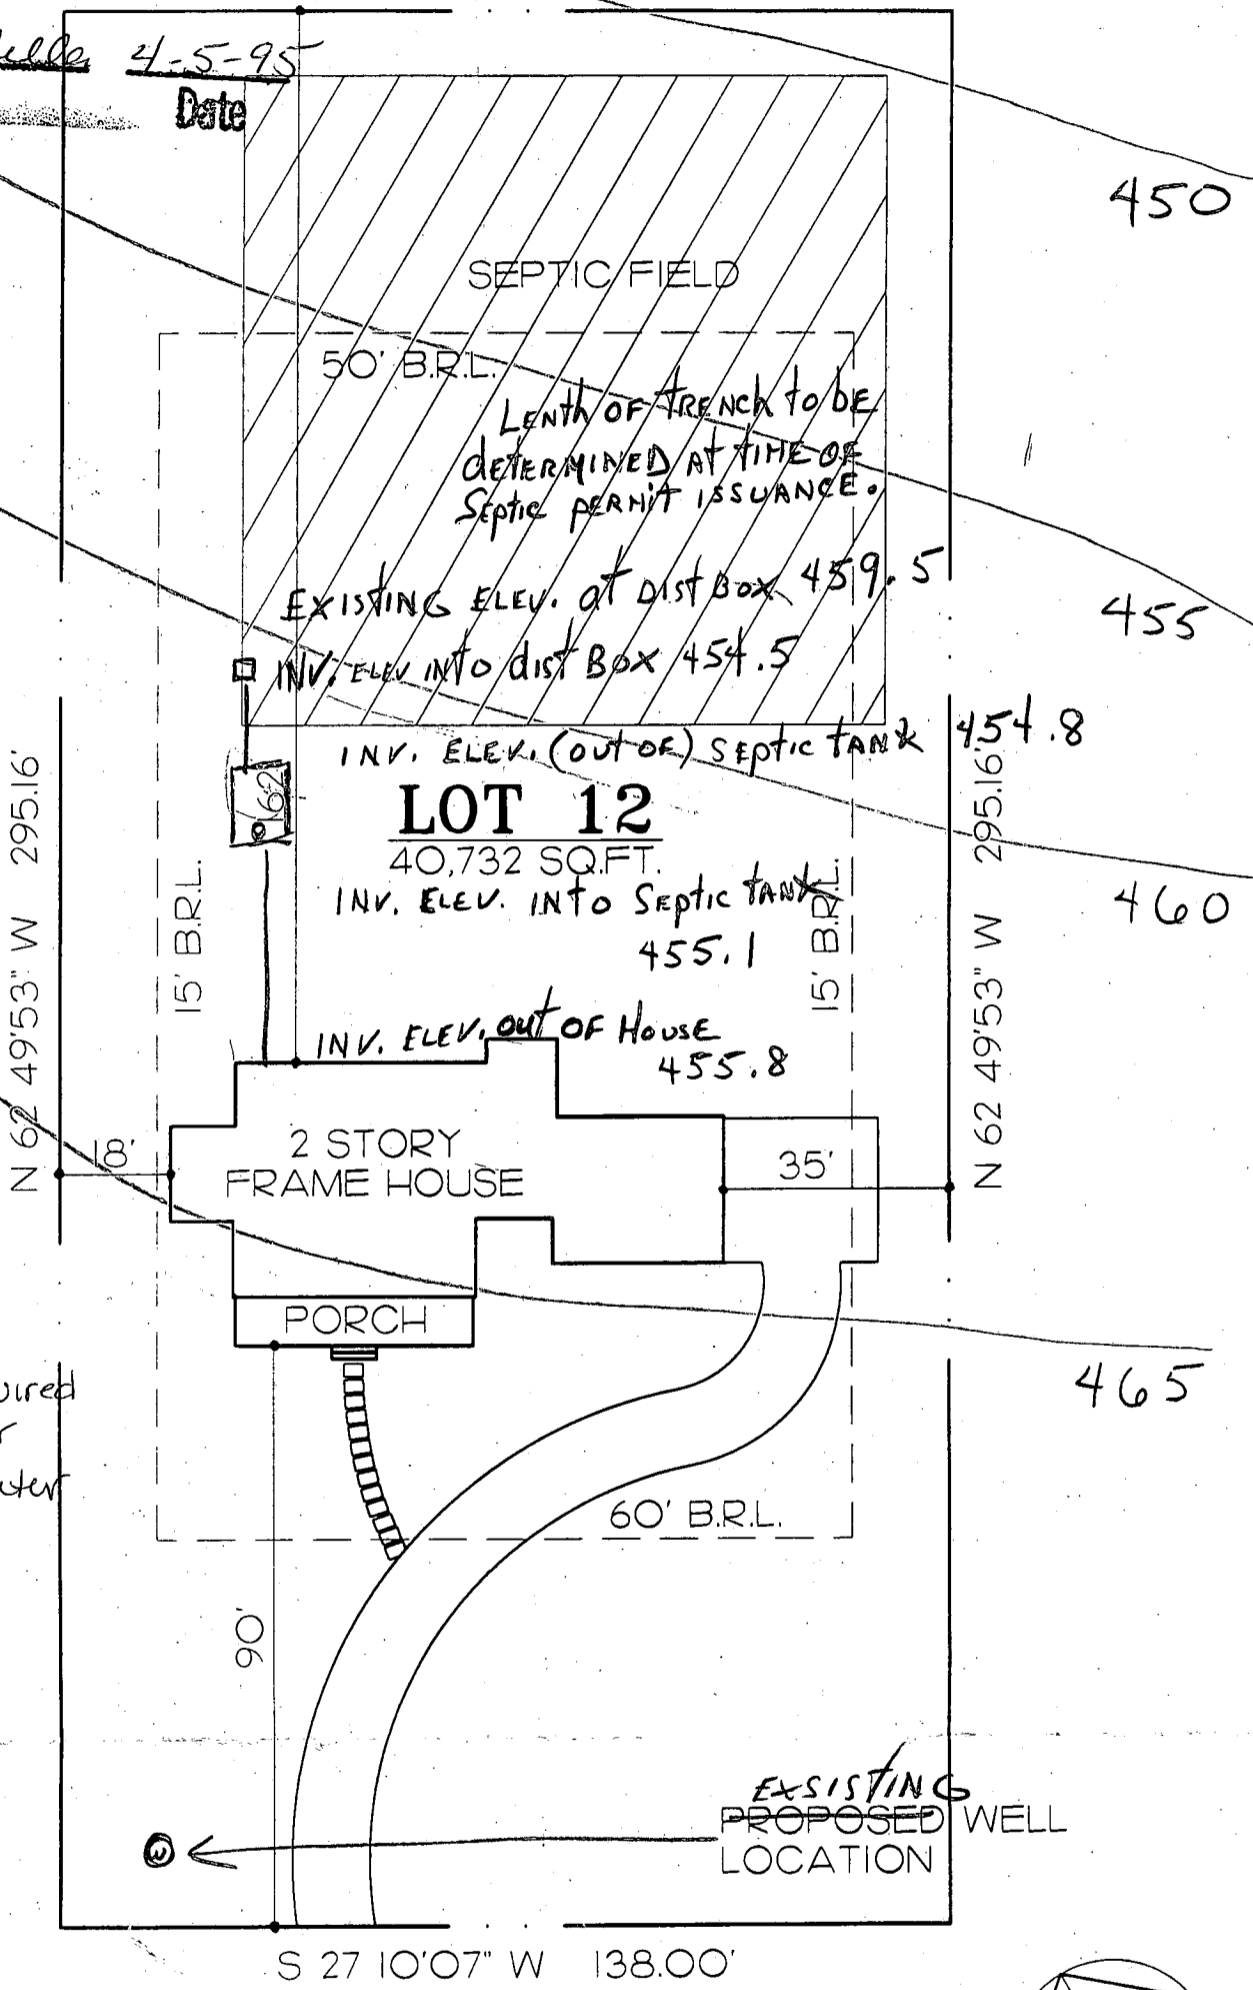 4-5-95
Date
450
SEPTIC FIELD
50' B.R.L.
LENTH OF TRENCH to bE
dETERMINED At tIME OF
SEPtic PERMit ISSUANCE.
EXIStING ELEV. at DIST BOX 459.5
455
INV. ELEV INTO dist BOX 454.5
INV. ELEV. (OUT OF) SEPtic tANK 454.8
N 62 49'53" W 295.16'
N 62 49'53" W 295.16'
LOT 12
40,732 SQ.FT.
15' B.R.L.
15' B.R.L.
INV. ELEV. INto SEPtic tANK
455.1
460
INV. ELEV. out OF HOUSE
455.8
2 STORY
FRAME HOUSE
18'
35'
PORCH
465
60' B.R.L.
90'
EXSISTING
PROPOSED WELL
LOCATION
W
S 27 10'07" W 138.00'